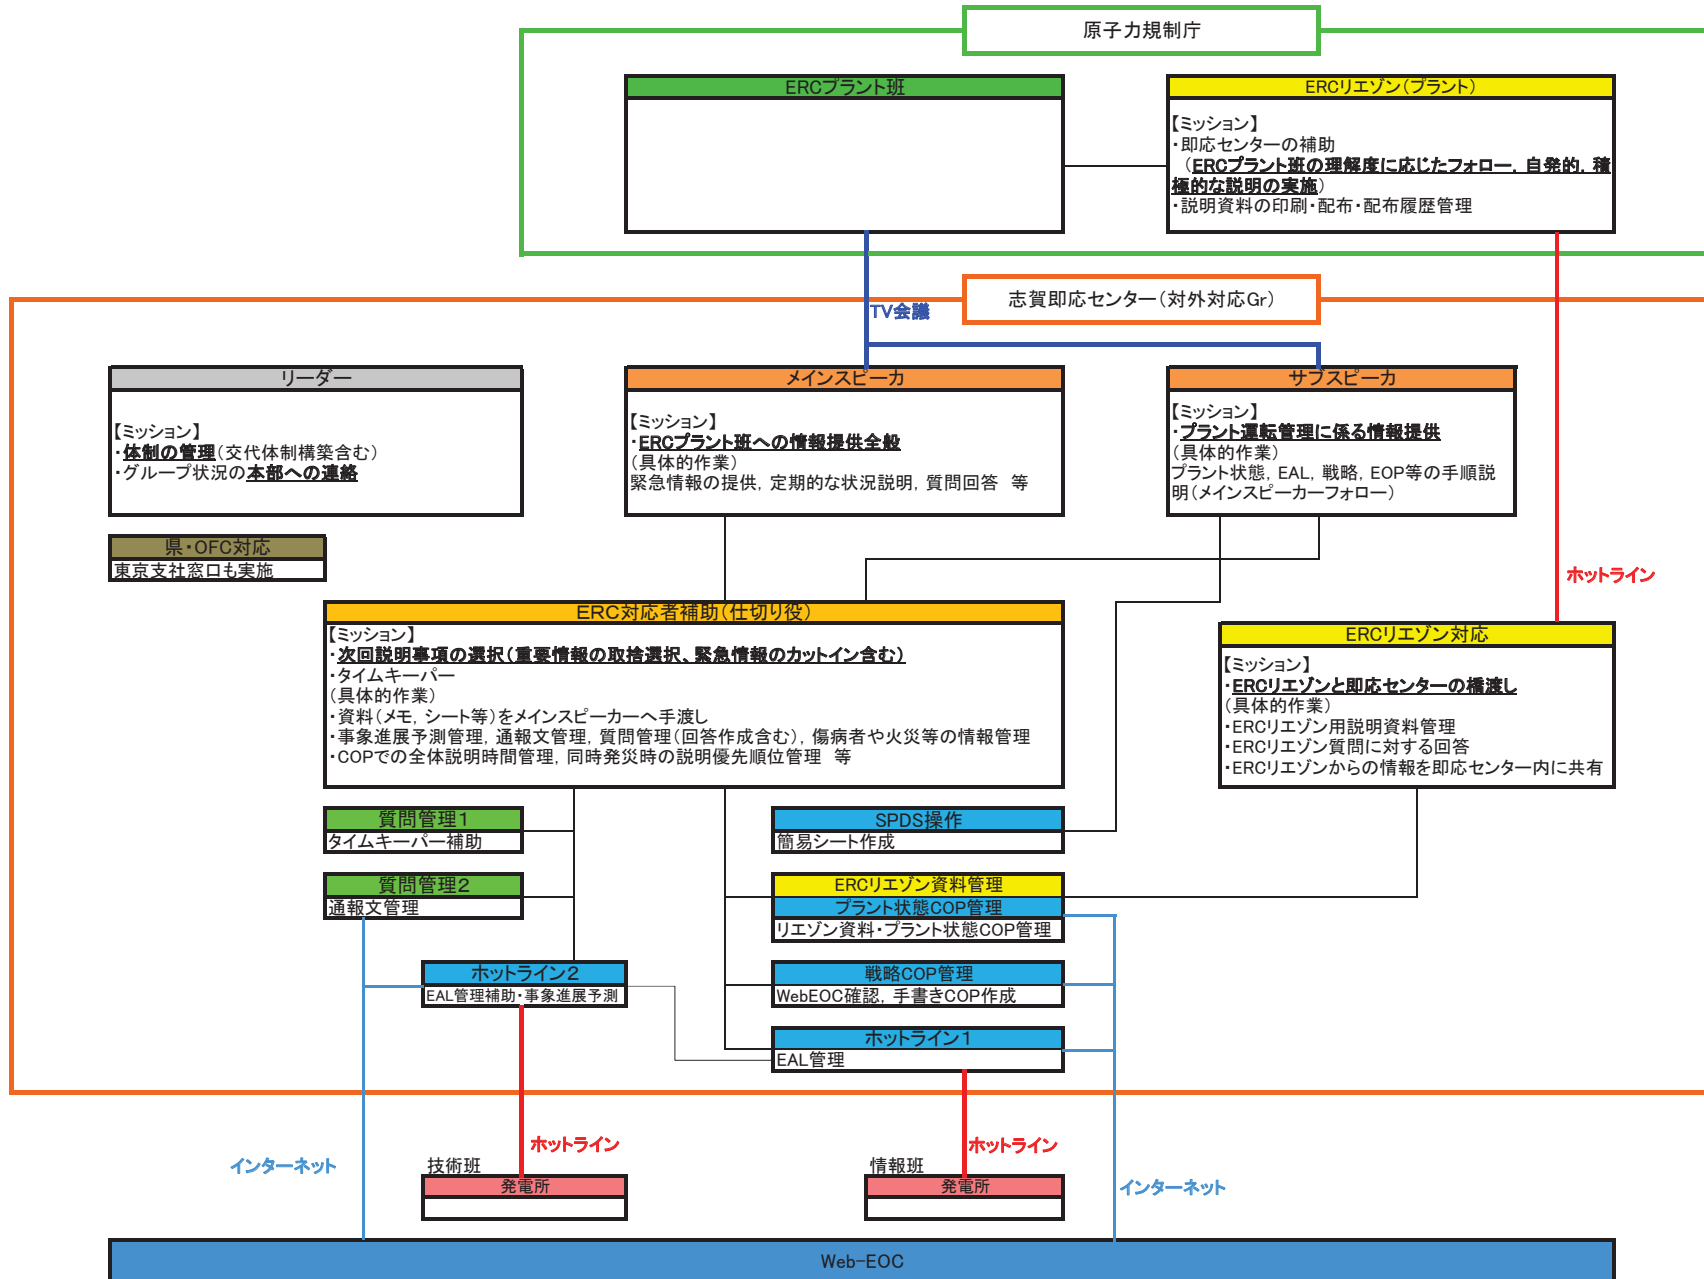 原子力規制庁
ERCプラント班
ERCリエゾン(プラント)
【ミッション】
・即応センターの補助
(ERCプラント班の理解度に応じたフォロー，自発的，積
極的な説明の実施)
・説明資料の印刷・配布・配布履歴管理
志賀即応センター(対外対応Gr)
TV会議
リーダー
【ミッション】
・体制の管理(交代体制構築含む)
・グループ状況の本部への連絡
メインスピーカ
【ミッション】
・ERCプラント班への情報提供全般
(具体的作業)
緊急情報の提供，定期的な状況説明，質問回答　等
サブスピーカ
【ミッション】
・プラント運転管理に係る情報提供
(具体的作業)
プラント状態，EAL，戦略，EOP等の手順説
明(メインスピーカーフォロー)
県・OFC対応
東京支社窓口も実施
ホットライン
ERC対応者補助(仕切り役)
【ミッション】
・次回説明事項の選択(重要情報の取捨選択、緊急情報のカットイン含む)
・タイムキーパー
(具体的作業)
・資料(メモ，シート等)をメインスピーカーへ手渡し
・事象進展予測管理，通報文管理，質問管理(回答作成含む)，傷病者や火災等の情報管理
・COPでの全体説明時間管理，同時発災時の説明優先順位管理　等
ERCリエゾン対応
【ミッション】
・ERCリエゾンと即応センターの橋渡し
(具体的作業)
・ERCリエゾン用説明資料管理
・ERCリエゾン質問に対する回答
・ERCリエゾンからの情報を即応センター内に共有
質問管理1
タイムキーパー補助
SPDS操作
簡易シート作成
質問管理2
通報文管理
ERCリエゾン資料管理
プラント状態COP管理
リエゾン資料・プラント状態COP管理
ホットライン2
EAL管理補助・事象進展予測
戦略COP管理
WebEOC確認，手書きCOP作成
ホットライン1
EAL管理
ホットライン
ホットライン
インターネット
技術班
発電所
情報班
発電所
インターネット
Web-EOC